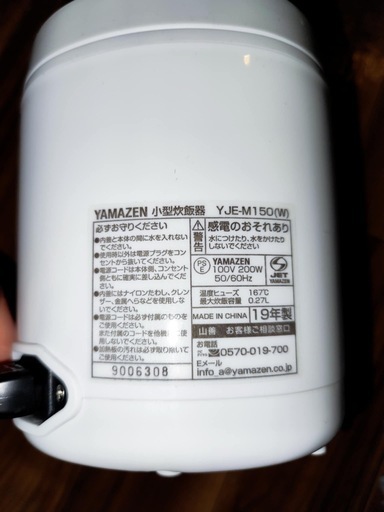 YAMAZEN 小型炊飯器 YJE-M150(W)
必ずお守りください
●内釜と本体の間に水を入れない
でください。
●使用時以外は電源プラグをコンセ
ントから抜いてください。
●電源コードは本体側、コンセント
側ともに確実に差し込んでくだ
さい。
●内釜にはナイロンたわし、クレン
ザー、金属へらなどを使用しない
でください。
●電源コードは必ず付属のものをご
使用ください。
また付属のコードを他機
に使用しないでください。
●加熱板の汚れは必ず取り除いて
ご使用ください。
9006308
警告
感電のおそれあり
水につけたり、水をかけたり
しないでください。
PS
E
YAMAZEN
100V 200W
50/60Hz
JET
YAMAZEN
温度ヒューズ 167℃
最大炊飯容量 0.27L
MADE IN CHINA 19年製
山善 お客様ご相談窓口
お電話
0570-019-700
Eメール
info_a@yamazen.co.jp